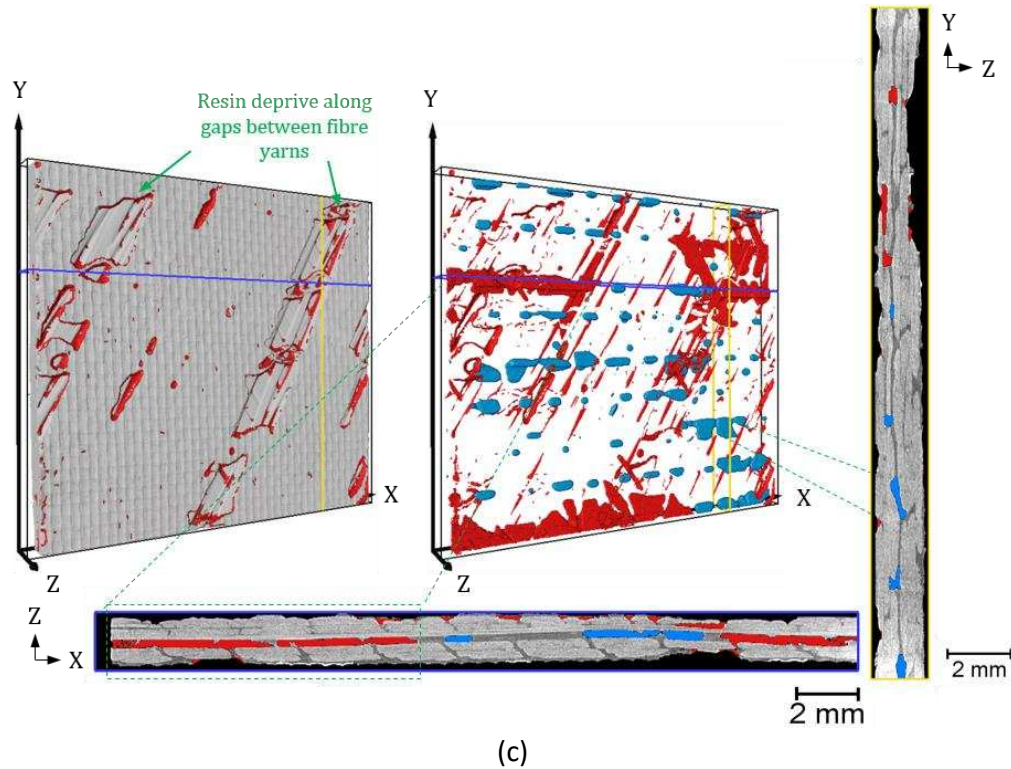 Y
Z
Y
Resin deprive along
gaps between fibre
yarns
Y
X
Z
X
Z
Z
X
2 mm
2 mm
(c)